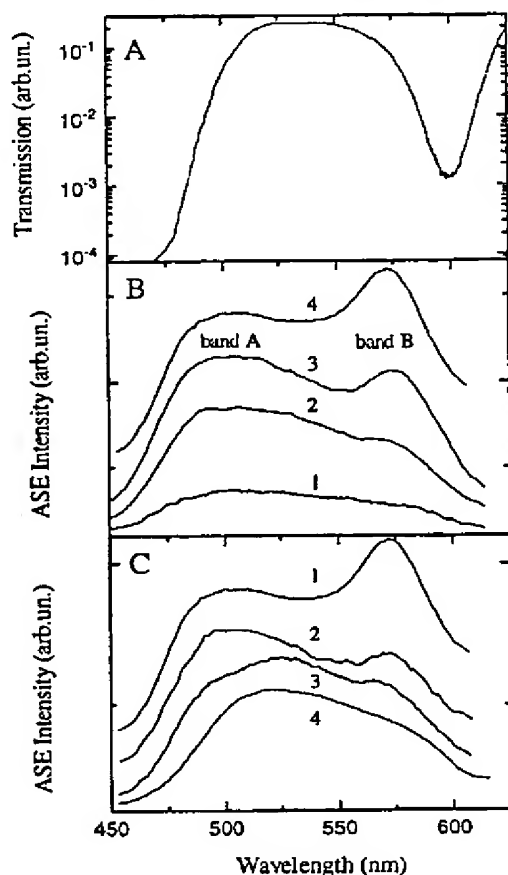 Transmission (arb.un.)
A
10⁻¹
10⁻²
10⁻³
10⁻⁴
ASE Intensity (arb.un.)
B
4
band A
band B
3
2
1
ASE Intensity (arb.un.)
C
1
2
3
4
450
500
550
600
Wavelength (nm)